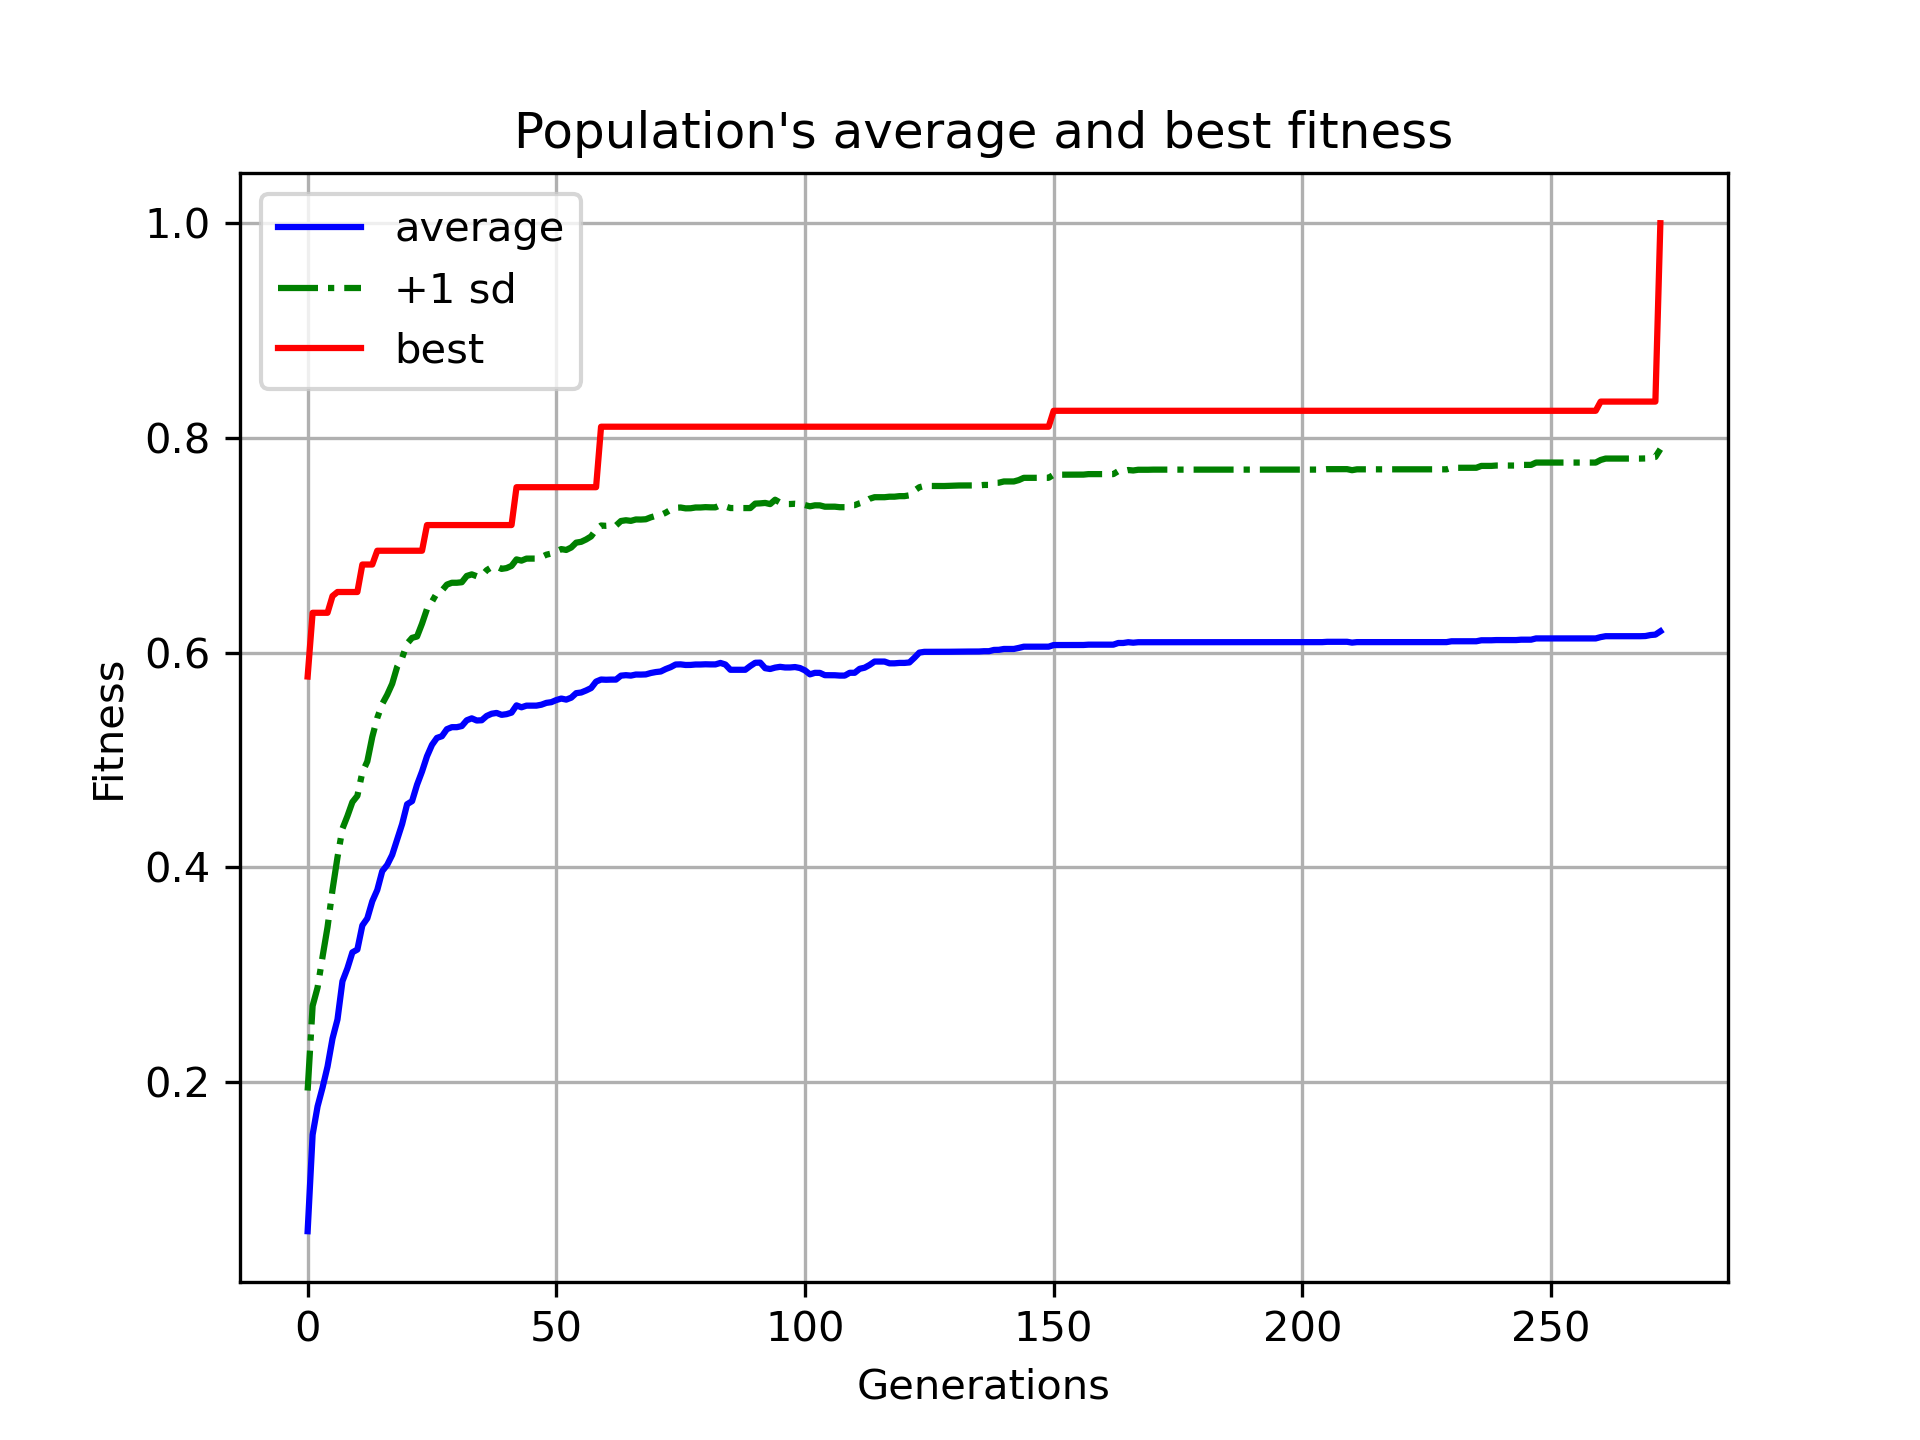 Population's average and best fitness
average
+1 sd
best
1.0
0.8
0.6
0.4
0.2
Fitness
0 50 100 150 200 250
Generations